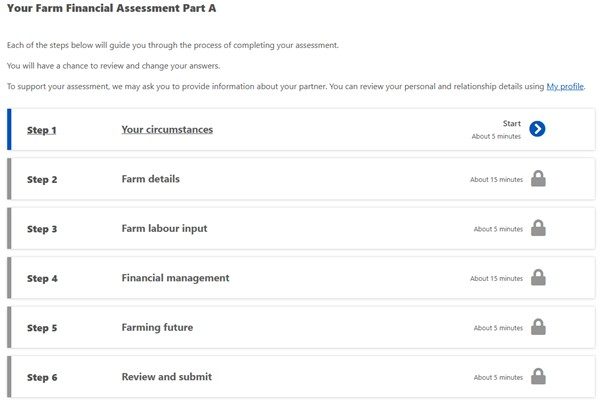 Your Farm Financial Assessment Part A
Each of the steps below will guide you through the process of completing your assessment.
You will have a chance to review and change your answers.
To support your assessment, we may ask you to provide information about your partner. You can review your personal and relationship details using My profile.
Step 1 Your circumstances Start
About 5 minutes
Step 2 Farm details About 15 minutes
Step 3 Farm labour input About 5 minutes
Step 4 Financial management About 15 minutes
Step 5 Farming future About 5 minutes
Step 6 Review and submit About 5 minutes